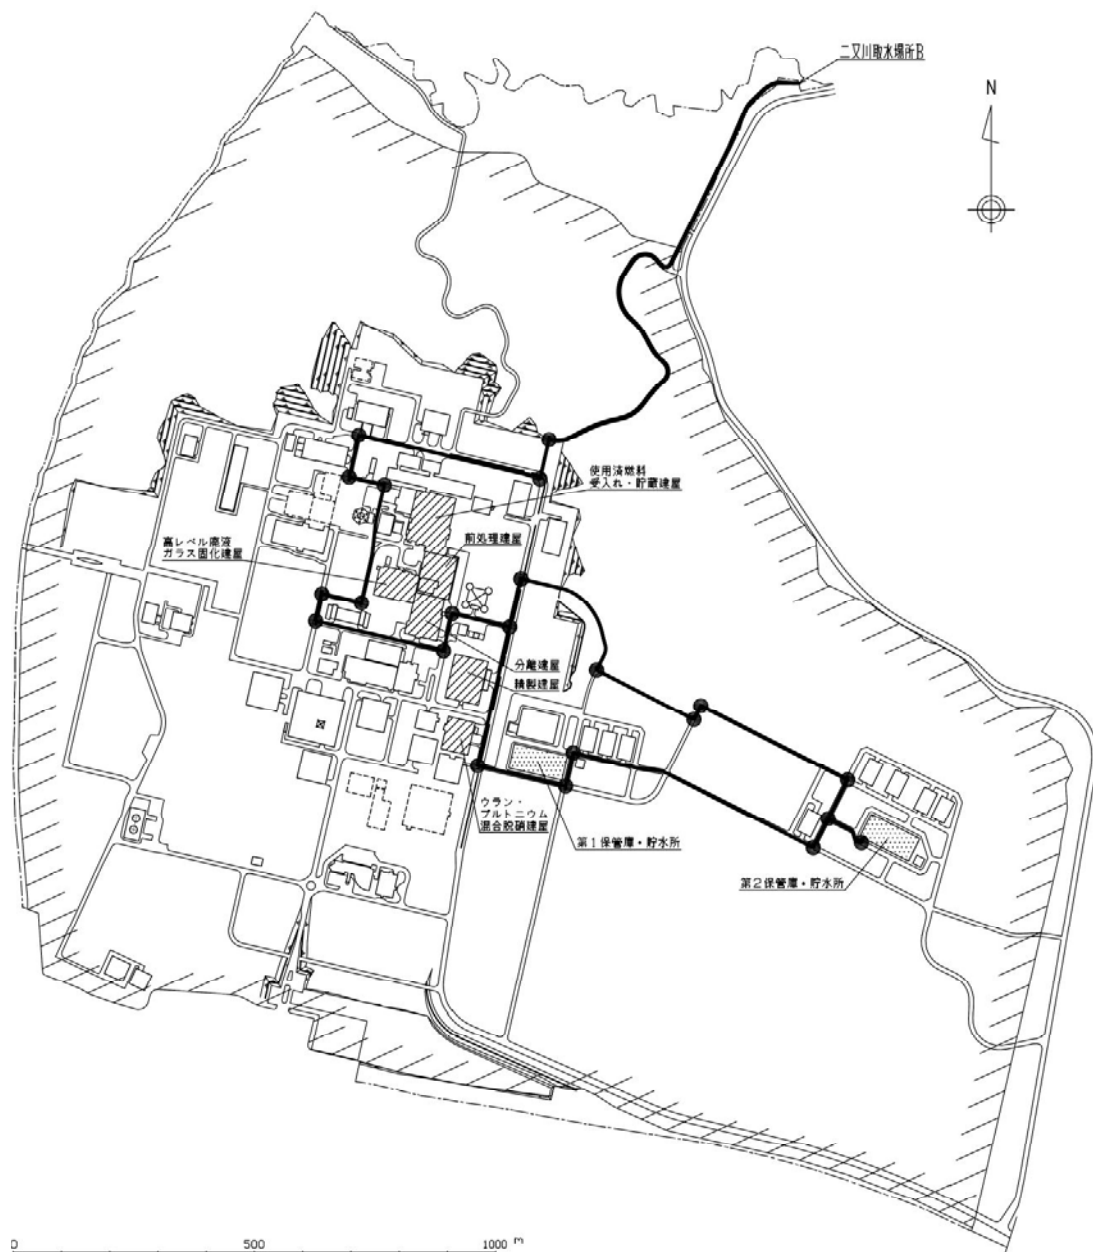 二又川取水場所B
N
使用済燃料
受入れ・貯蔵建屋
前処理建屋
高レベル廃液
ガラス固化建屋
分離建屋
精製建屋
ウラン・
プルトニウム
混合脱硝建屋
第1保管庫・貯水所
第2保管庫・貯水所
0 500 1000 m